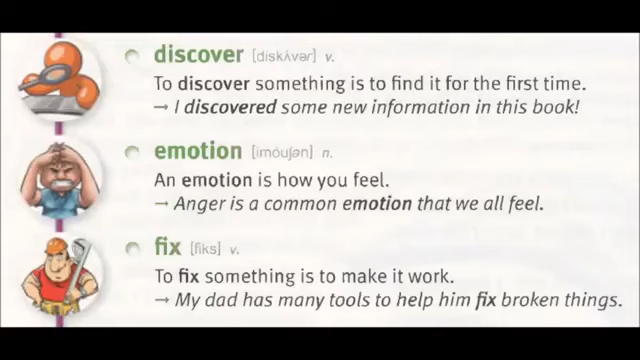 discover [diskʌ́vər] v.
To discover something is to find it for the first time.
→ I discovered some new information in this book!
emotion [imóuʃən] n.
An emotion is how you feel.
→ Anger is a common emotion that we all feel.
fix [fiks] v.
To fix something is to make it work.
→ My dad has many tools to help him fix broken things.